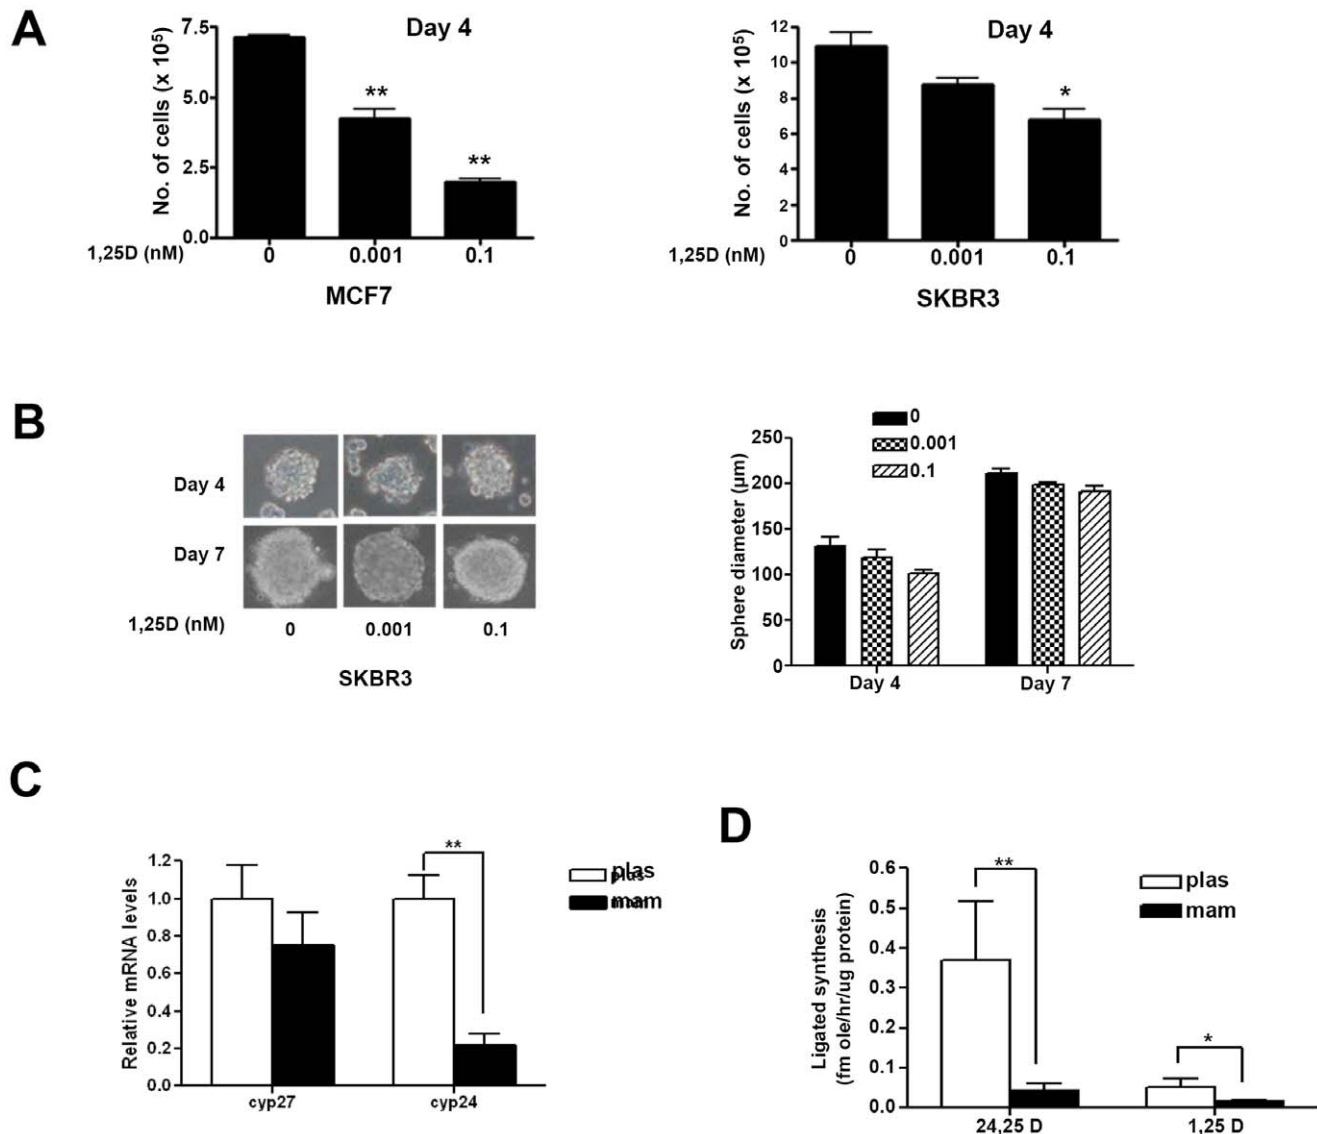 A
Day 4
No. of cells (x 10⁵)
7.5
5.0
2.5
0.0
**
**
1,25D (nM)
0 0.001 0.1
MCF7
Day 4
No. of cells (x 10⁵)
12
10
8
6
4
2
0
*
1,25D (nM)
0 0.001 0.1
SKBR3
B
Day 4
Day 7
1,25D (nM)
0 0.001 0.1
SKBR3
0
0.001
0.1
Sphere diameter (µm)
250
200
150
100
50
0
Day 4 Day 7
C
Relative mRNA levels
1.2
1.0
0.8
0.6
0.4
0.2
0.0
**
plas
mam
cyp27 cyp24
D
Ligated synthesis
(fm ole/hr/ug protein)
0.6
0.5
0.4
0.3
0.2
0.1
0.0
**
*
plas
mam
24,25 D 1,25 D